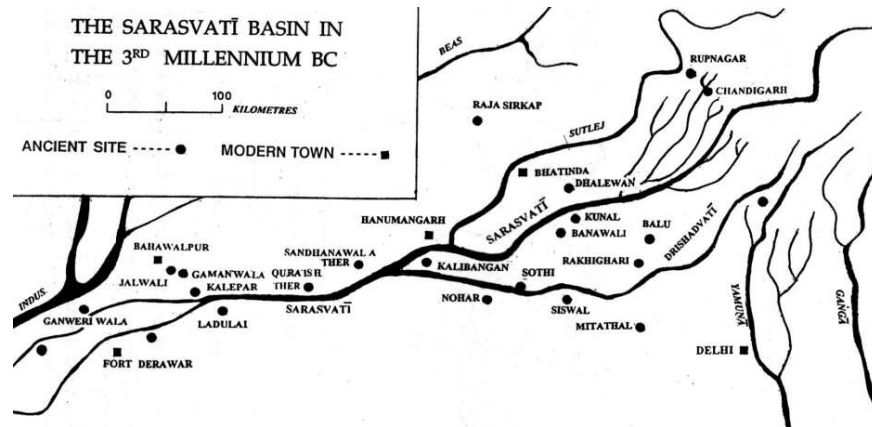 THE SARASVATĪ BASIN IN
THE 3RD MILLENNIUM BC
0 100
KILOMETRES
ANCIENT SITE
MODERN TOWN
BEAS
RUPNAGAR
CHANDIGARH
RAJA SIRKAP
SUTLEJ
BHATINDA
DHALEWAN
HANUMANGARH
SARASVATĪ
KUNAL
BANAWALI
BALU
DRISHADVATĪ
BAHAWALPUR
SANDHANAWALA
THER
KALIBANGAN
RAKHIGHARI
JALWALI
GAMANWALA
QURAISH
THER
SOTHI
KALEPAR
INDUS
SARASVATĪ
NOHAR
SISWAL
YAMUNĀ
GAṄGĀ
GANWERI WALA
LADULAI
MITATHAL
DELHI
FORT DERAWAR